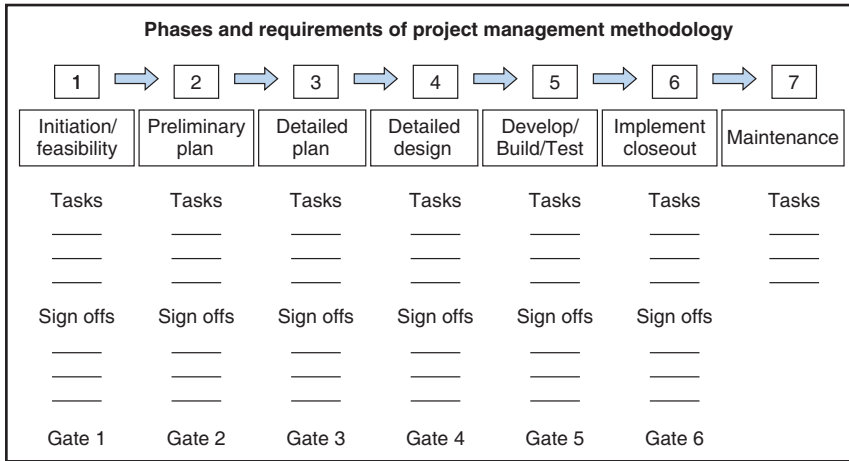 Phases and requirements of project management methodology
1 2 3 4 5 6 7
Initiation/ Preliminary Detailed Detailed Develop/ Implement
feasibility plan plan design Build/Test closeout Maintenance
Tasks Tasks Tasks Tasks Tasks Tasks Tasks
Sign offs Sign offs Sign offs Sign offs Sign offs Sign offs
Gate 1 Gate 2 Gate 3 Gate 4 Gate 5 Gate 6